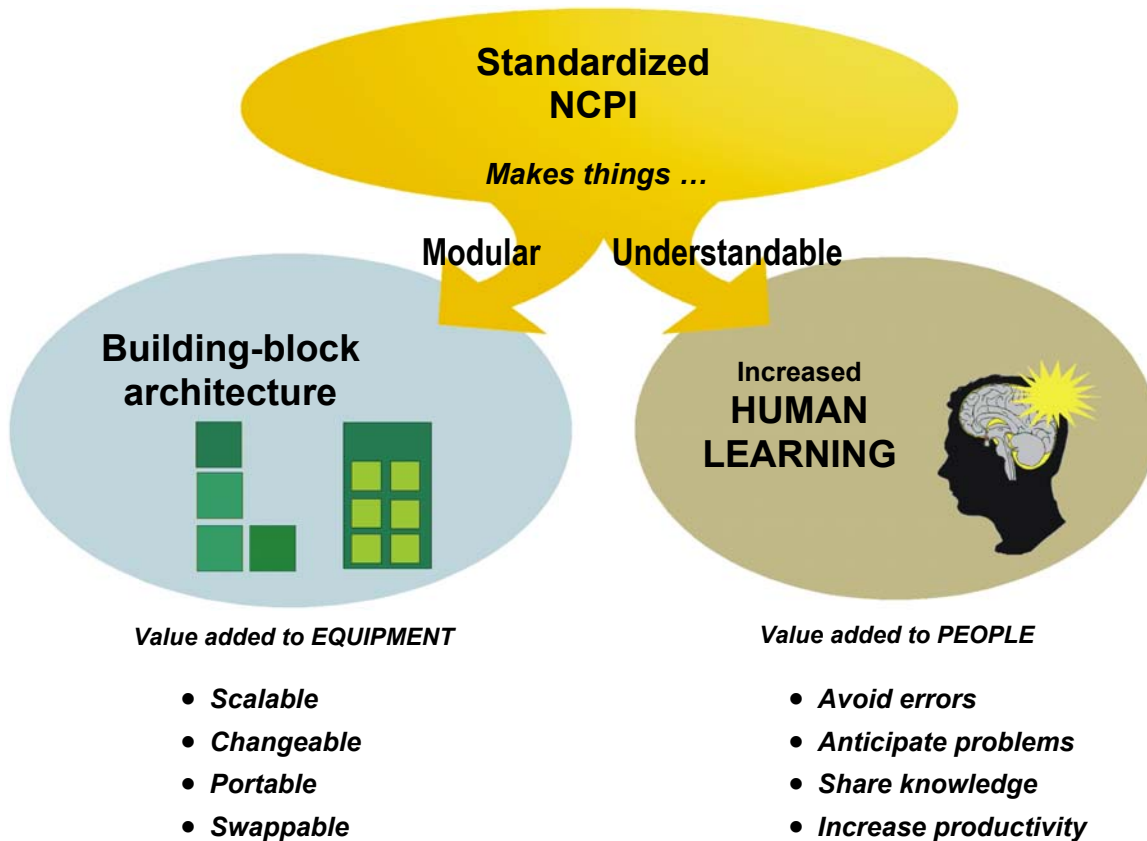 Standardized
NCPI
Makes things …
Modular
Understandable
Building-block
architecture
Increased
HUMAN
LEARNING
Value added to EQUIPMENT
• Scalable
• Changeable
• Portable
• Swappable
Value added to PEOPLE
• Avoid errors
• Anticipate problems
• Share knowledge
• Increase productivity